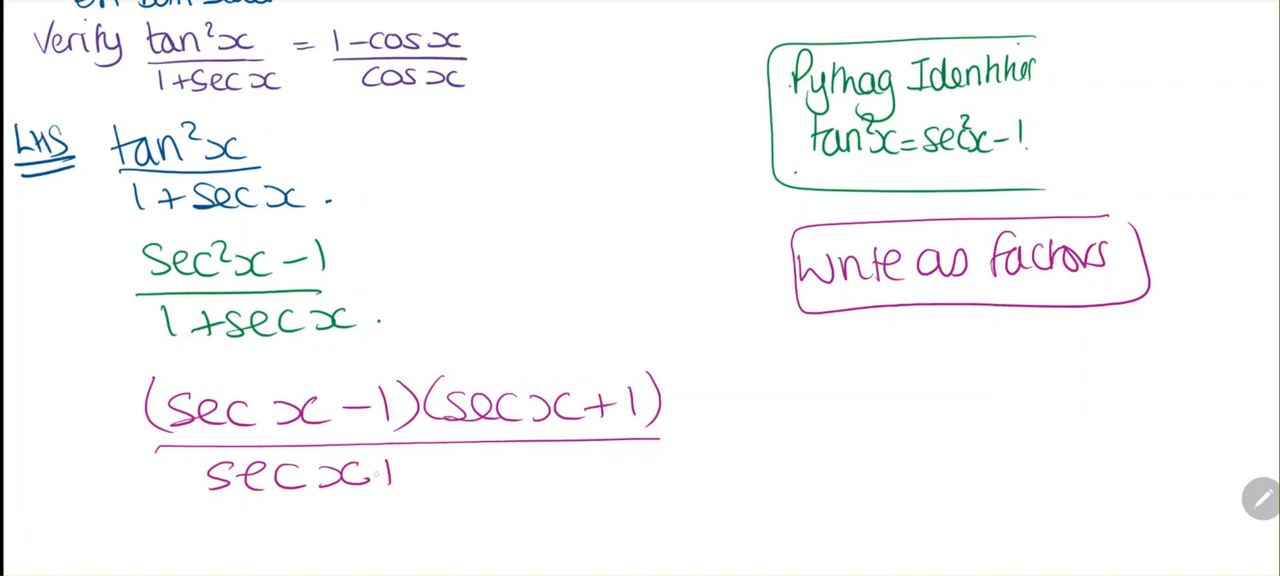 Verify tan²x / 1+sec x = 1-cos x / cos x
LHS tan²x / 1+sec x.
sec²x - 1 / 1+sec x.
(sec x - 1)(sec x + 1) / sec x 1
Pythag
tan²x = sec²x - 1
Write as factors